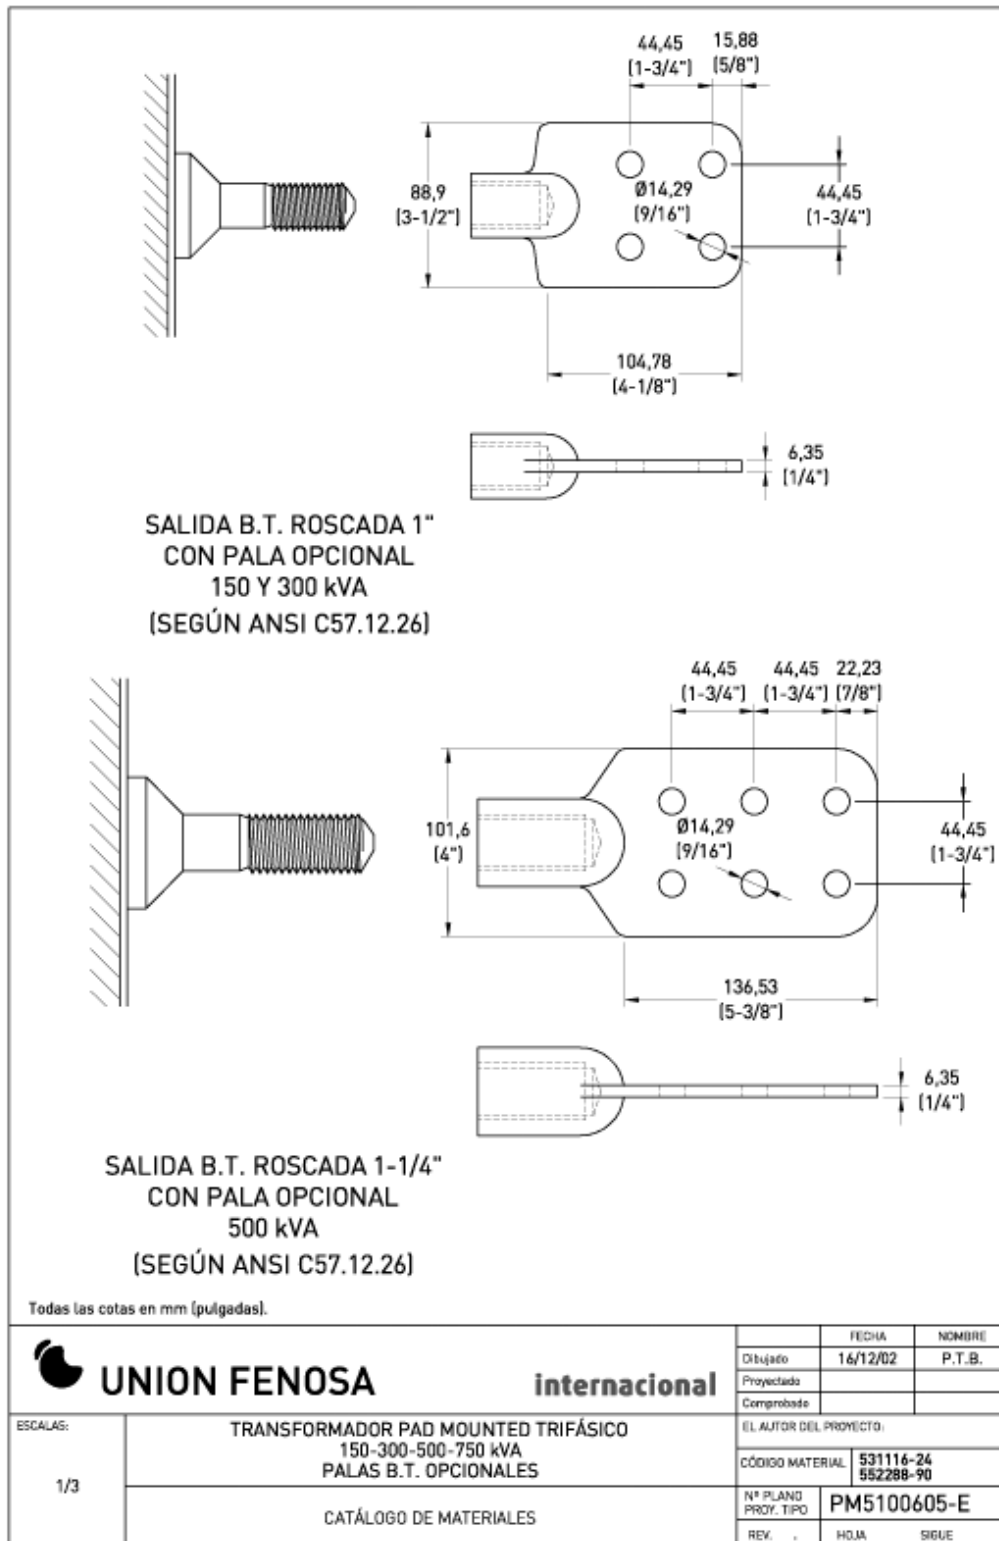 44,45
(1-3/4")
15,88
(5/8")
88,9
(3-1/2")
Ø14,29
(9/16")
44,45
(1-3/4")
104,78
(4-1/8")
6,35
(1/4")
SALIDA B.T. ROSCADA 1"
CON PALA OPCIONAL
150 Y 300 kVA
(SEGÚN ANSI C57.12.26)
44,45
(1-3/4")
44,45
(1-3/4")
22,23
(7/8")
101,6
(4")
Ø14,29
(9/16")
44,45
(1-3/4")
136,53
(5-3/8")
6,35
(1/4")
SALIDA B.T. ROSCADA 1-1/4"
CON PALA OPCIONAL
500 kVA
(SEGÚN ANSI C57.12.26)
Todas las cotas en mm (pulgadas).
UNION FENOSA
internacional
FECHA
NOMBRE
Dibujado
16/12/02
P.T.B.
Proyectado
Comprobado
ESCALAS:
1/3
TRANSFORMADOR PAD MOUNTED TRIFÁSICO
150-300-500-750 kVA
PALAS B.T. OPCIONALES
CATÁLOGO DE MATERIALES
EL AUTOR DEL PROYECTO:
CÓDIGO MATERIAL
531116-24
552288-90
Nº PLANO
PROY. TIPO
PM5100605-E
REV. .
HOJA
SIGUE